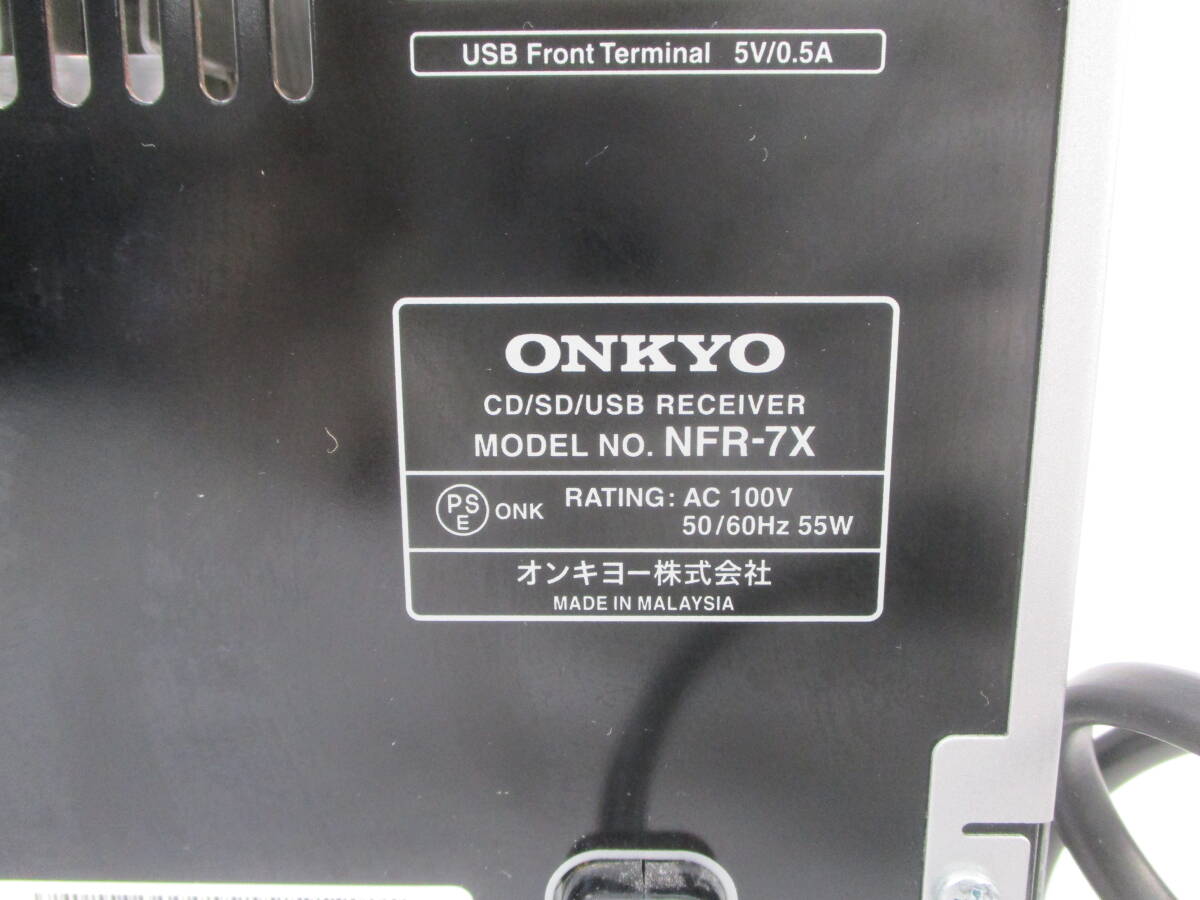 USB Front Terminal 5V/0.5A
ONKYO
CD/SD/USB RECEIVER
MODEL NO. NFR-7X
PS
E
ONK
RATING: AC 100V
50/60Hz 55W
オンキヨー株式会社
MADE IN MALAYSIA